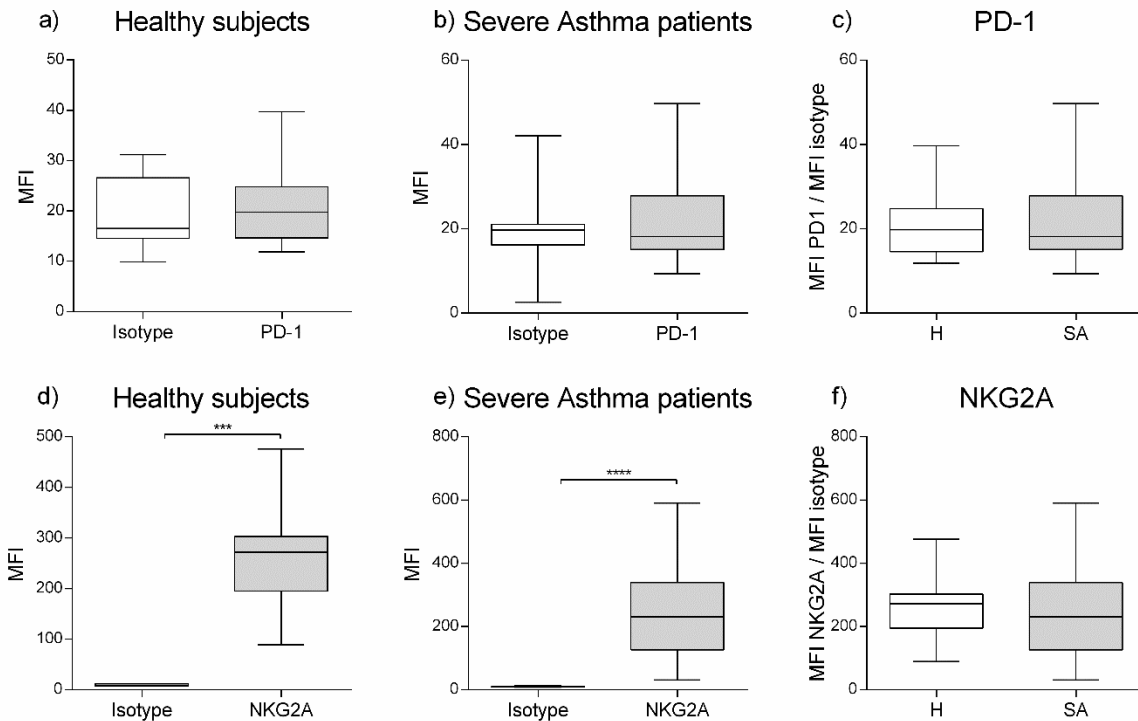 a) Healthy subjects
MFI
50
40
30
20
10
0
Isotype PD-1
b) Severe Asthma patients
MFI
60
40
20
0
Isotype PD-1
c) PD-1
MFI PD1 / MFI isotype
60
40
20
0
H SA
d) Healthy subjects
MFI
500
400
300
200
100
0
***
Isotype NKG2A
e) Severe Asthma patients
MFI
800
600
400
200
0
****
Isotype NKG2A
f) NKG2A
MFI NKG2A / MFI isotype
800
600
400
200
0
H SA